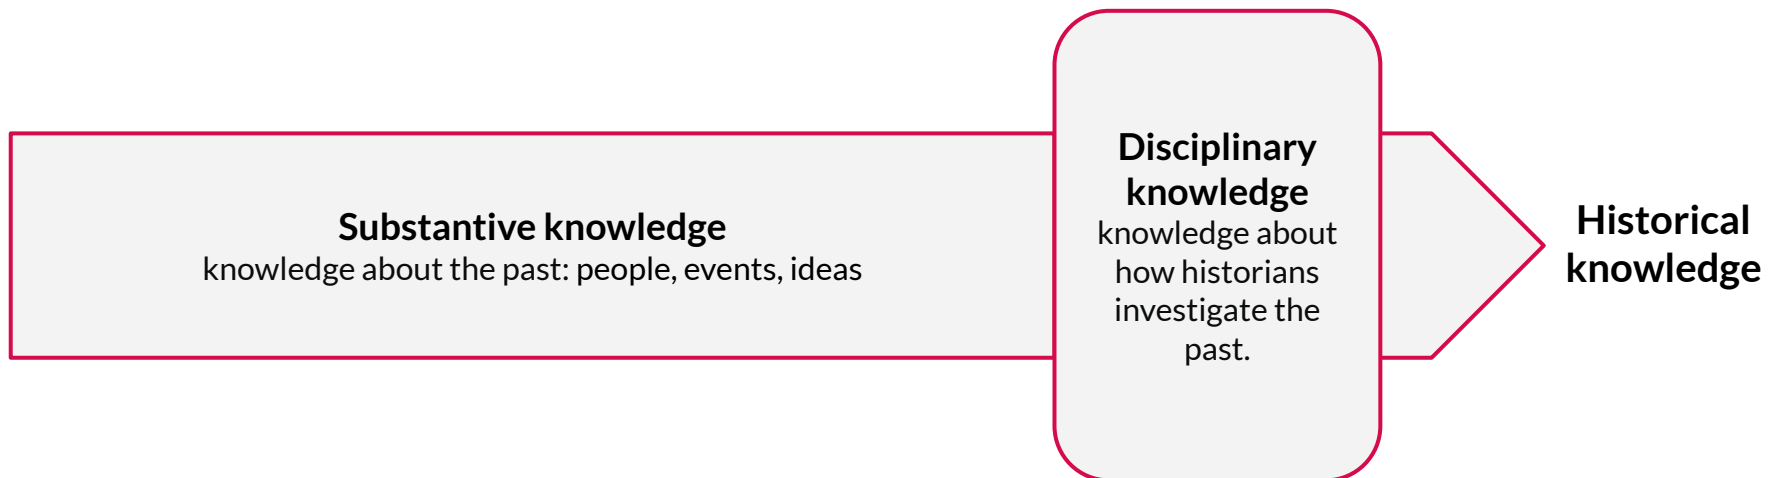 Substantive knowledge
knowledge about the past: people, events, ideas
Disciplinary
knowledge
knowledge about
how historians
investigate the
past.
Historical
knowledge